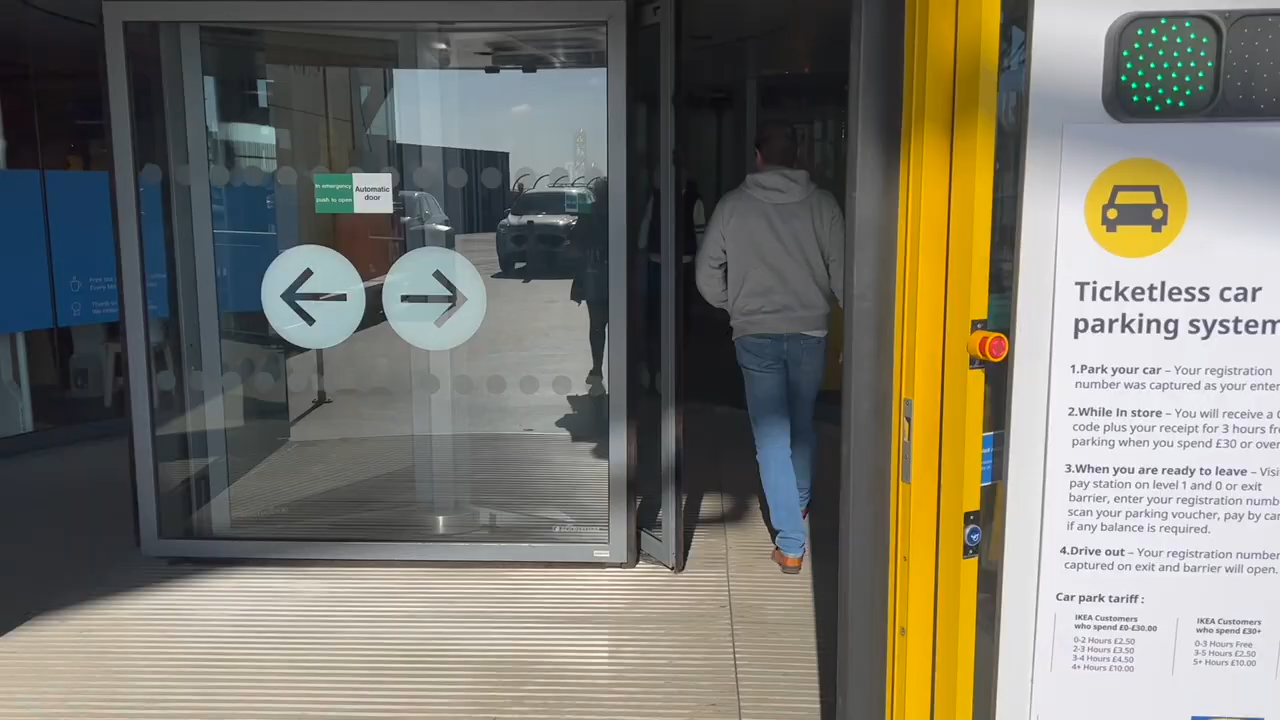 In emergency
push to open
Automatic
door
Ticketless car
parking system
1.Park your car – Your registration
number was captured as your enter
2.While In store – You will receive a
code plus your receipt for 3 hours
parking when you spend £30 or over
3.When you are ready to leave –
pay station on level 1 and 0 or exit
barrier, enter your registration
scan your parking voucher, pay by
if any balance is required.
4.Drive out – Your registration number
captured on exit and barrier will open.
Car park tariff :
IKEA Customers
who spend £0-£30.00
0-2 Hours £2.50
2-3 Hours £3.50
3-4 Hours £4.50
4+ Hours £10.00
IKEA Customers
who spend £30+
0-3 Hours Free
3-5 Hours £2.50
5+ Hours £10.00